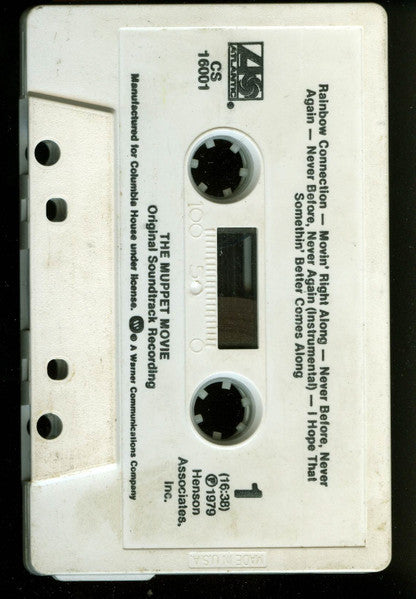 Rainbow Connection — Movin' Right Along — Never Before, Never
Again — Never Before, Never Again (Instrumental) — I Hope That
Somethin' Better Comes Along
ATLANTIC ®
CS
16001
100 50 0
1
(16:38)
Ⓟ1979
Henson
Associates,
Inc.
THE MUPPET MOVIE
Original Soundtrack Recording
Manufactured for Columbia House under license. W ® A Warner Communications Company
MADE IN U.S.A.